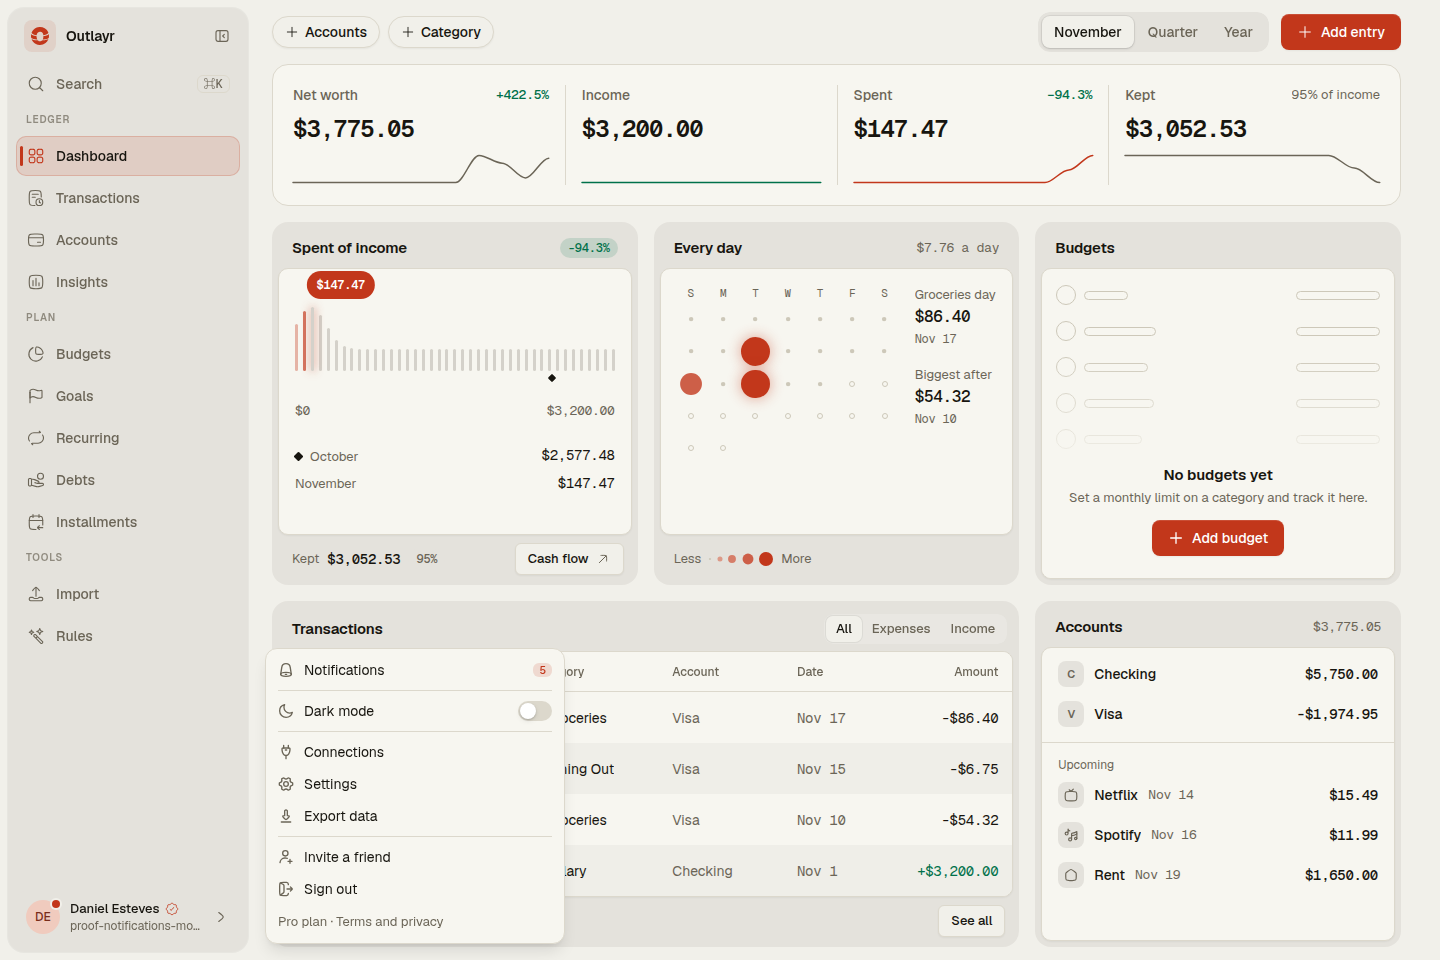 Outlayr
Search
⌘K
LEDGER
Dashboard
Transactions
Accounts
Insights
PLAN
Budgets
Goals
Recurring
Debts
Installments
TOOLS
Import
Rules
DE
Daniel Esteves
proof-notifications-mo...
Accounts
Category
November
Quarter
Year
Add entry
Net worth
+422.5%
$3,775.05
Income
$3,200.00
Spent
-94.3%
$147.47
Kept
95% of income
$3,052.53
Spent of income
-94.3%
$147.47
$0
$3,200.00
October
$2,577.48
November
$147.47
Kept $3,052.53 95%
Cash flow
Every day
$7.76 a day
S M T W T F S
Groceries day
$86.40
Nov 17
Biggest after
$54.32
Nov 10
Less
More
Budgets
No budgets yet
Set a monthly limit on a category and track it here.
Add budget
Transactions
All
Expenses
Income
ory
Account
Date
Amount
ceries
Visa
Nov 17
-$86.40
ing Out
Visa
Nov 15
-$6.75
ceries
Visa
Nov 10
-$54.32
lary
Checking
Nov 1
+$3,200.00
See all
Notifications
5
Dark mode
Connections
Settings
Export data
Invite a friend
Sign out
Pro plan · Terms and privacy
Accounts
$3,775.05
C
Checking
$5,750.00
V
Visa
-$1,974.95
Upcoming
Netflix Nov 14
$15.49
Spotify Nov 16
$11.99
Rent Nov 19
$1,650.00